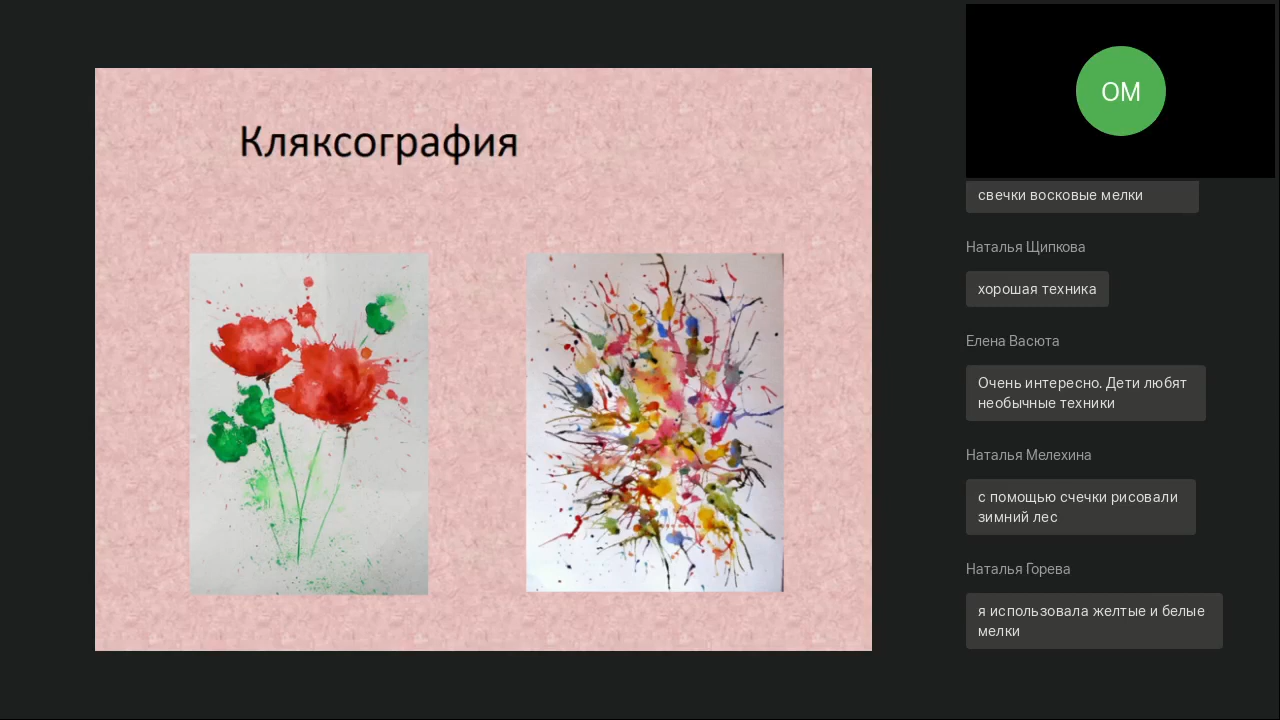 Кляксография
ОМ
свечки восковые мелки
Наталья Щипкова
хорошая техника
Елена Васюта
Очень интересно. Дети любят
необычные техники
Наталья Мелехина
с помощью счечки рисовали
зимний лес
Наталья Горева
я использовала желтые и белые
мелки